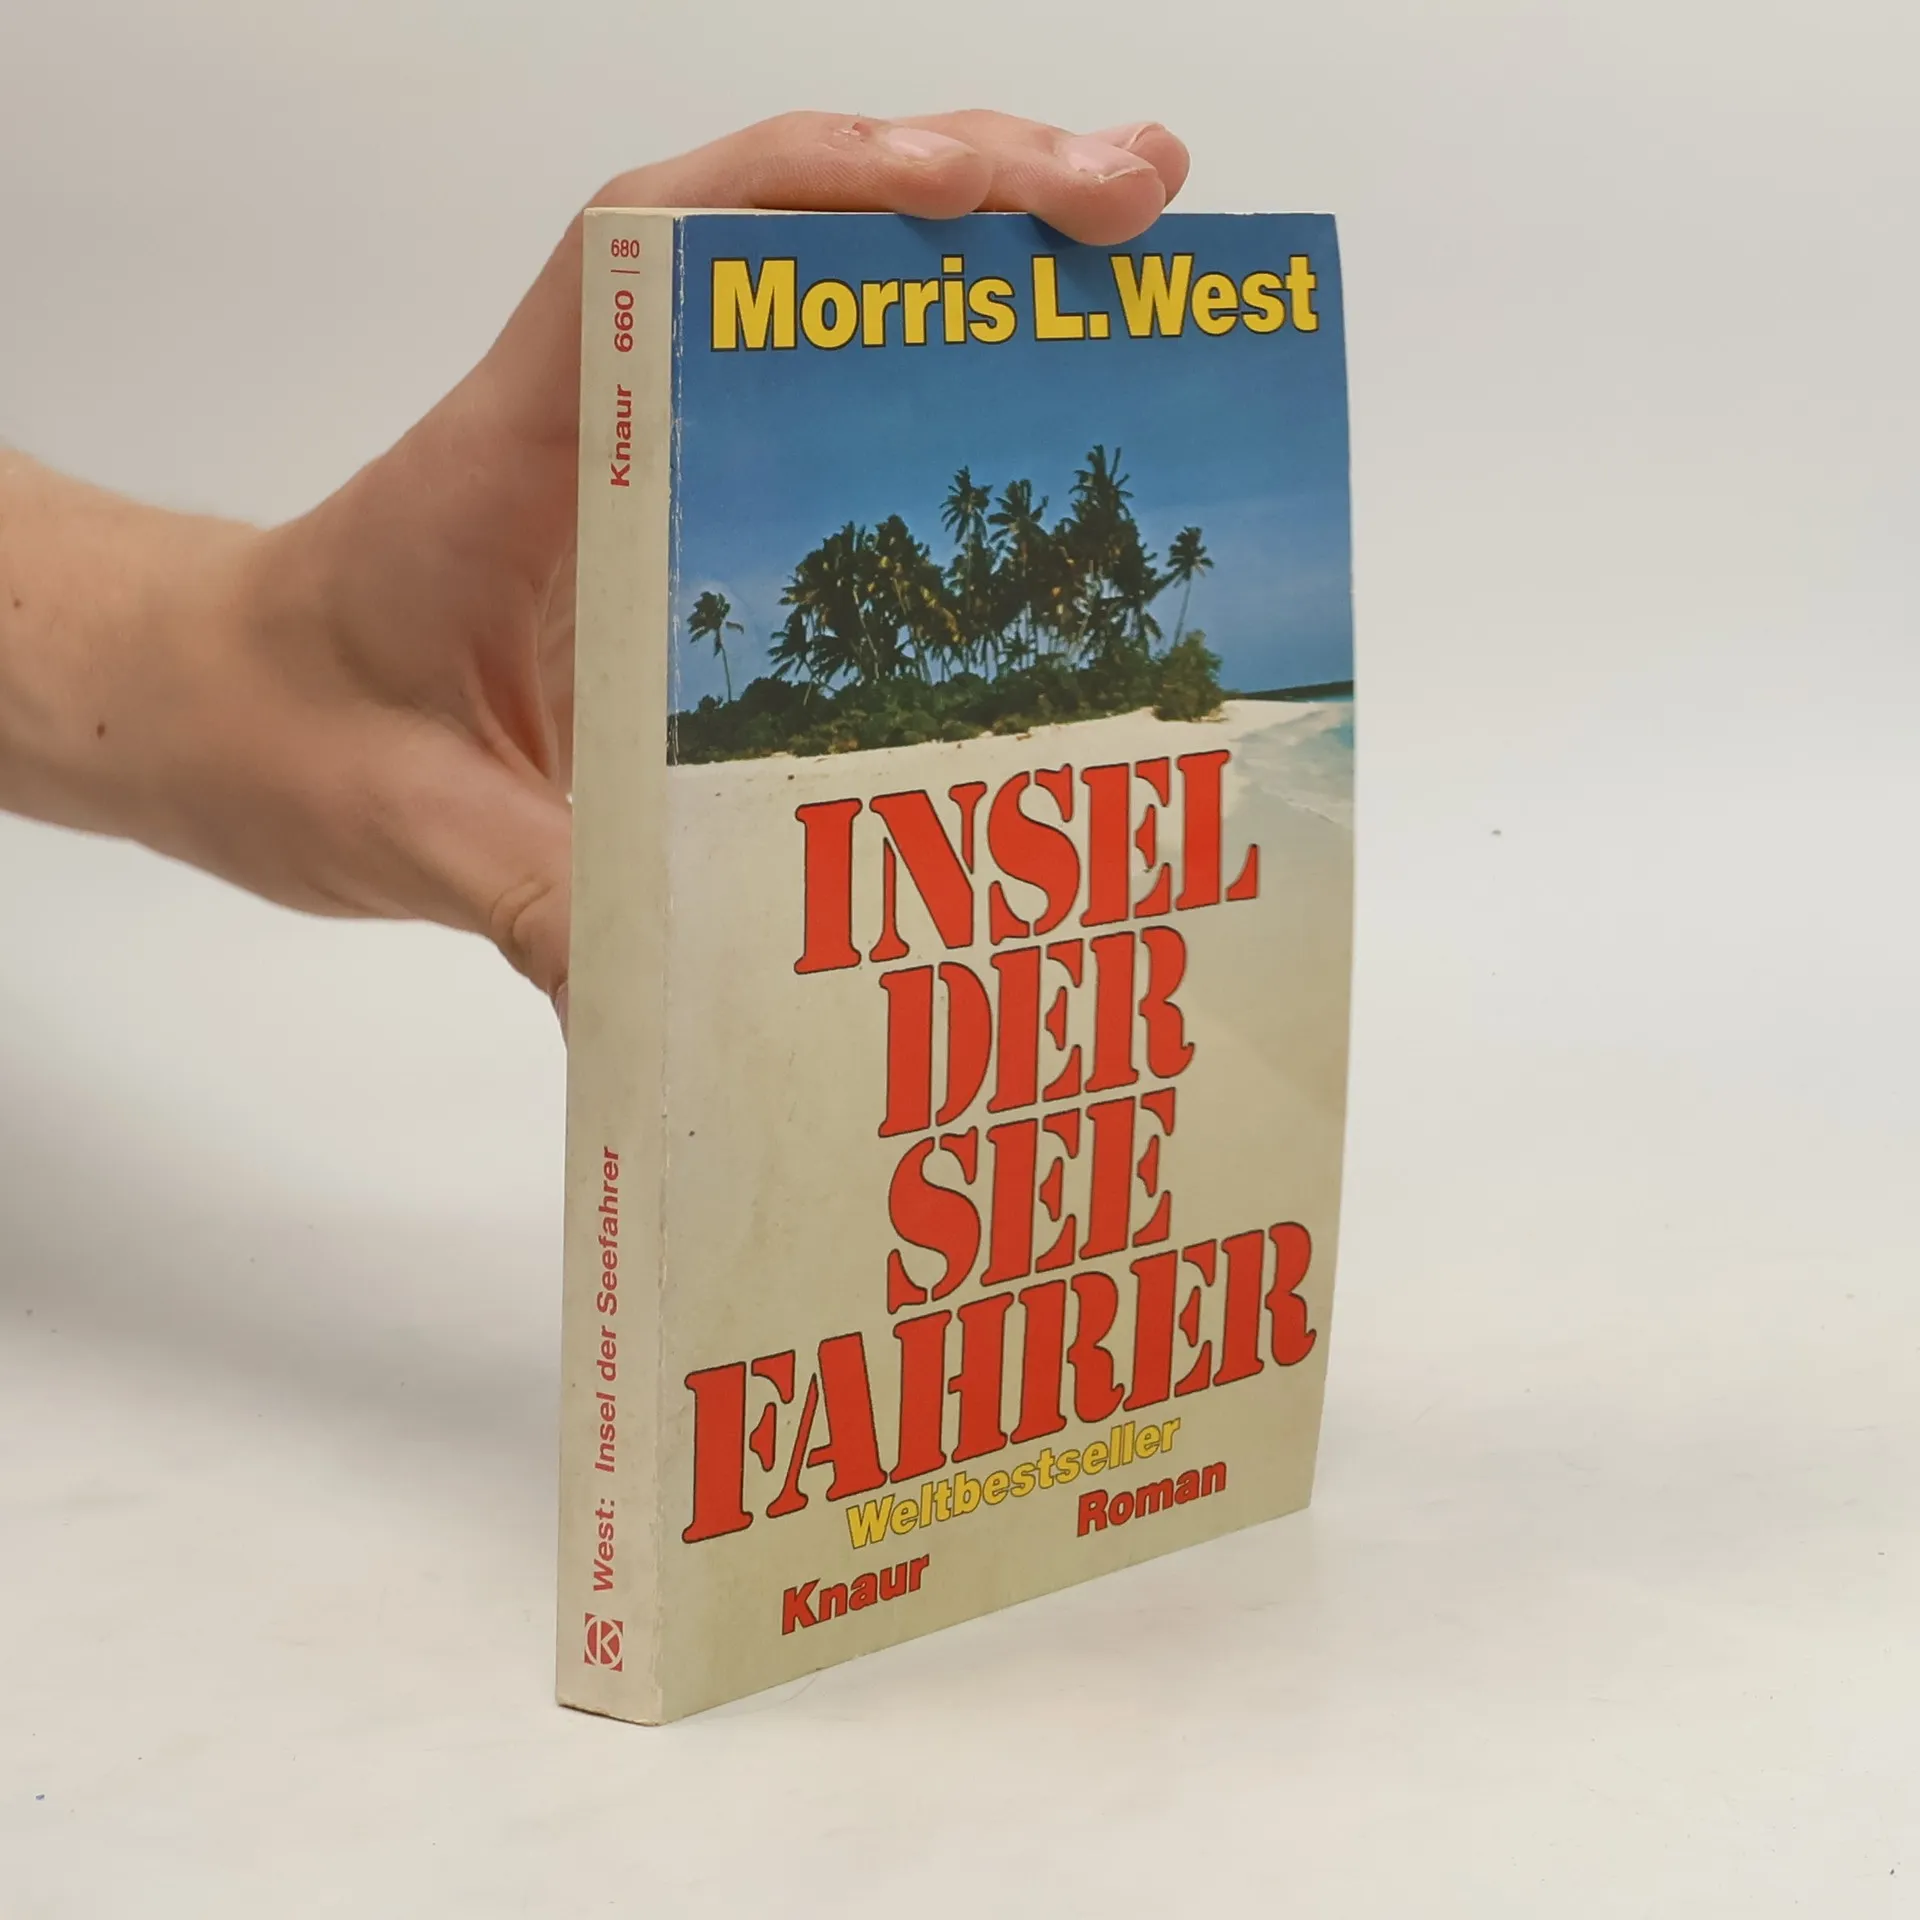 Morris L. West
INSEL
DER
SEE
FAHRER
Weltbestseller
Roman
Knaur
680
Knaur 660
West: Insel der Seefahrer
K